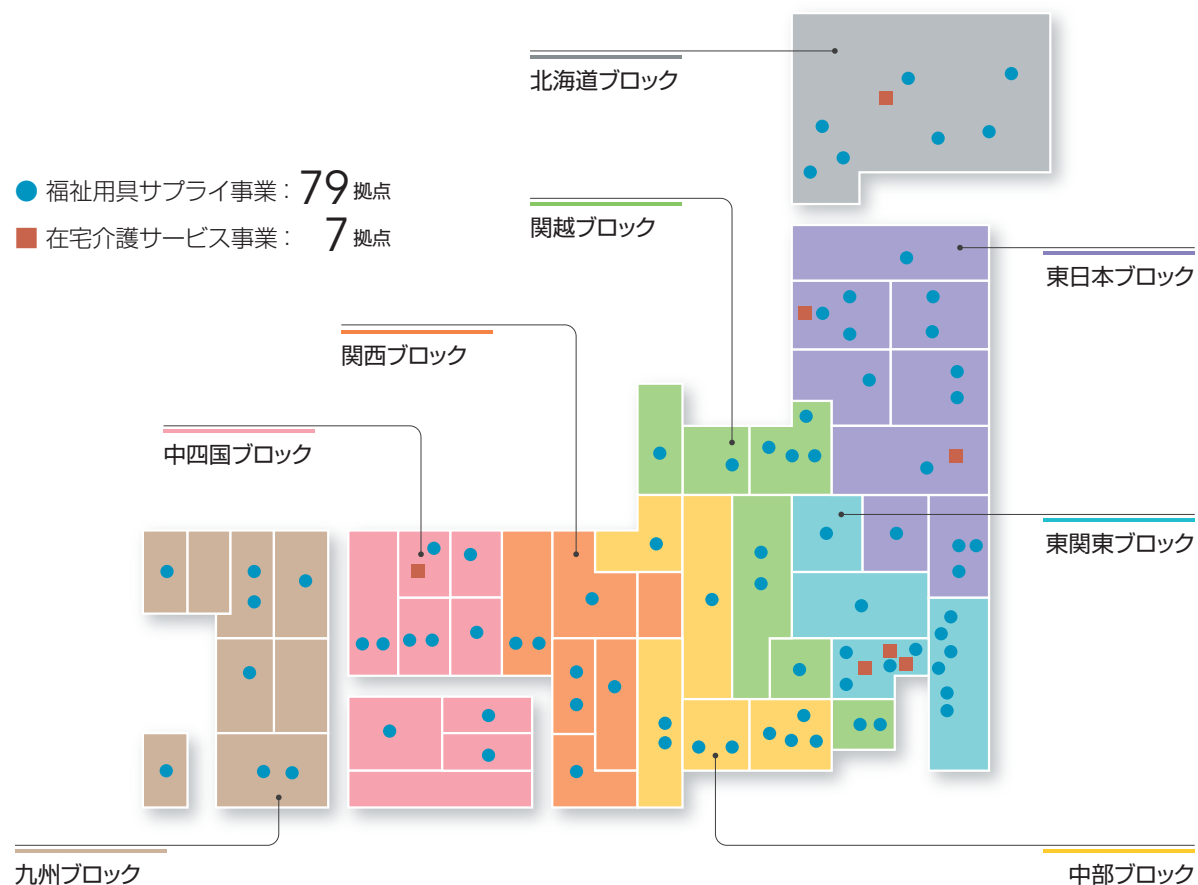 北海道ブロック
福祉用具サプライ事業：79拠点
在宅介護サービス事業：7拠点
関越ブロック
東日本ブロック
関西ブロック
中四国ブロック
東関東ブロック
九州ブロック
中部ブロック